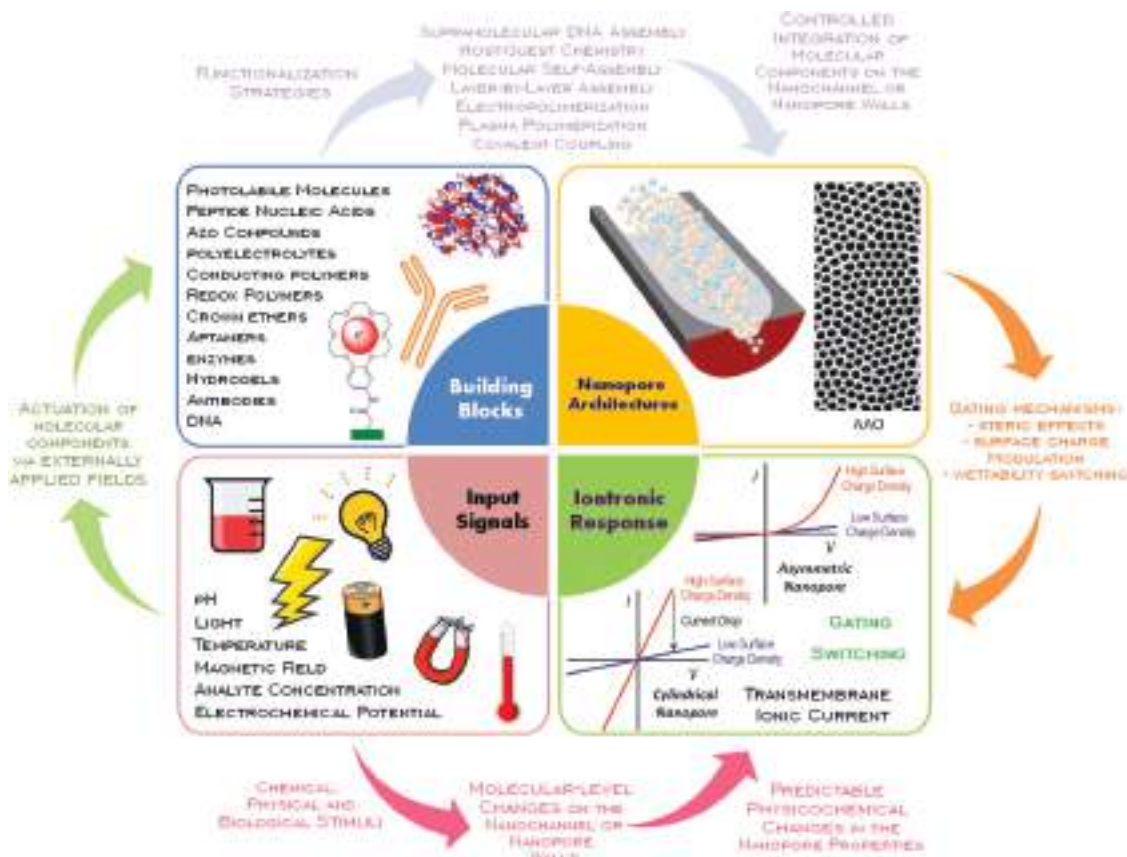 FUNCTIONALIZATION
STRATEGIES
SUPRAMOLECULAR DNA ASSEMBLY
HOST/GUEST CHEMISTRY
MOLECULAR SELF-ASSEMBLY
LAYER-BY-LAYER ASSEMBLY
ELECTROPOLYMERIZATION
PLASMA POLYMERIZATION
COVALENT COUPLING
CONTROLLED
INTEGRATION OF
MOLECULAR
COMPONENTS ON THE
NANOCHANNEL OR
NANOPORE WALLS
PHOTOLABILE MOLECULES
PEPTIDE NUCLEIC ACIDS
AZO COMPOUNDS
POLYELECTROLYTES
CONDUCTING POLYMERS
REDOX POLYMERS
CROWN ETHERS
APTAMERS
ENZYMES
HYDROGELS
ANTIBODIES
DNA
Building
Blocks
Nanopore
Architectures
AAO
ACTUATION OF
MOLECULAR
COMPONENTS
VIA EXTERNALLY
APPLIED FIELDS
GATING MECHANISMS:
- STERIC EFFECTS
- SURFACE CHARGE
MODULATION
- WETTABILITY SWITCHING
Input
Signals
PH
LIGHT
TEMPERATURE
MAGNETIC FIELD
ANALYTE CONCENTRATION
ELECTROCHEMICAL POTENTIAL
Iontronic
Response
I
High Surface
Charge Density
Low Surface
Charge Density
V
Asymmetric
Nanopore
I
High Surface
Charge Density
Current Drop
Low Surface
Charge Density
V
Cylindrical
Nanopore
GATING
SWITCHING
TRANSMEMBRANE
IONIC CURRENT
CHEMICAL,
PHYSICAL AND
BIOLOGICAL STIMULI
MOLECULAR-LEVEL
CHANGES ON THE
NANOCHANNEL OR
NANOPORE
WALLS
PREDICTABLE
PHYSICOCHEMICAL
CHANGES IN THE
NANOPORE PROPERTIES